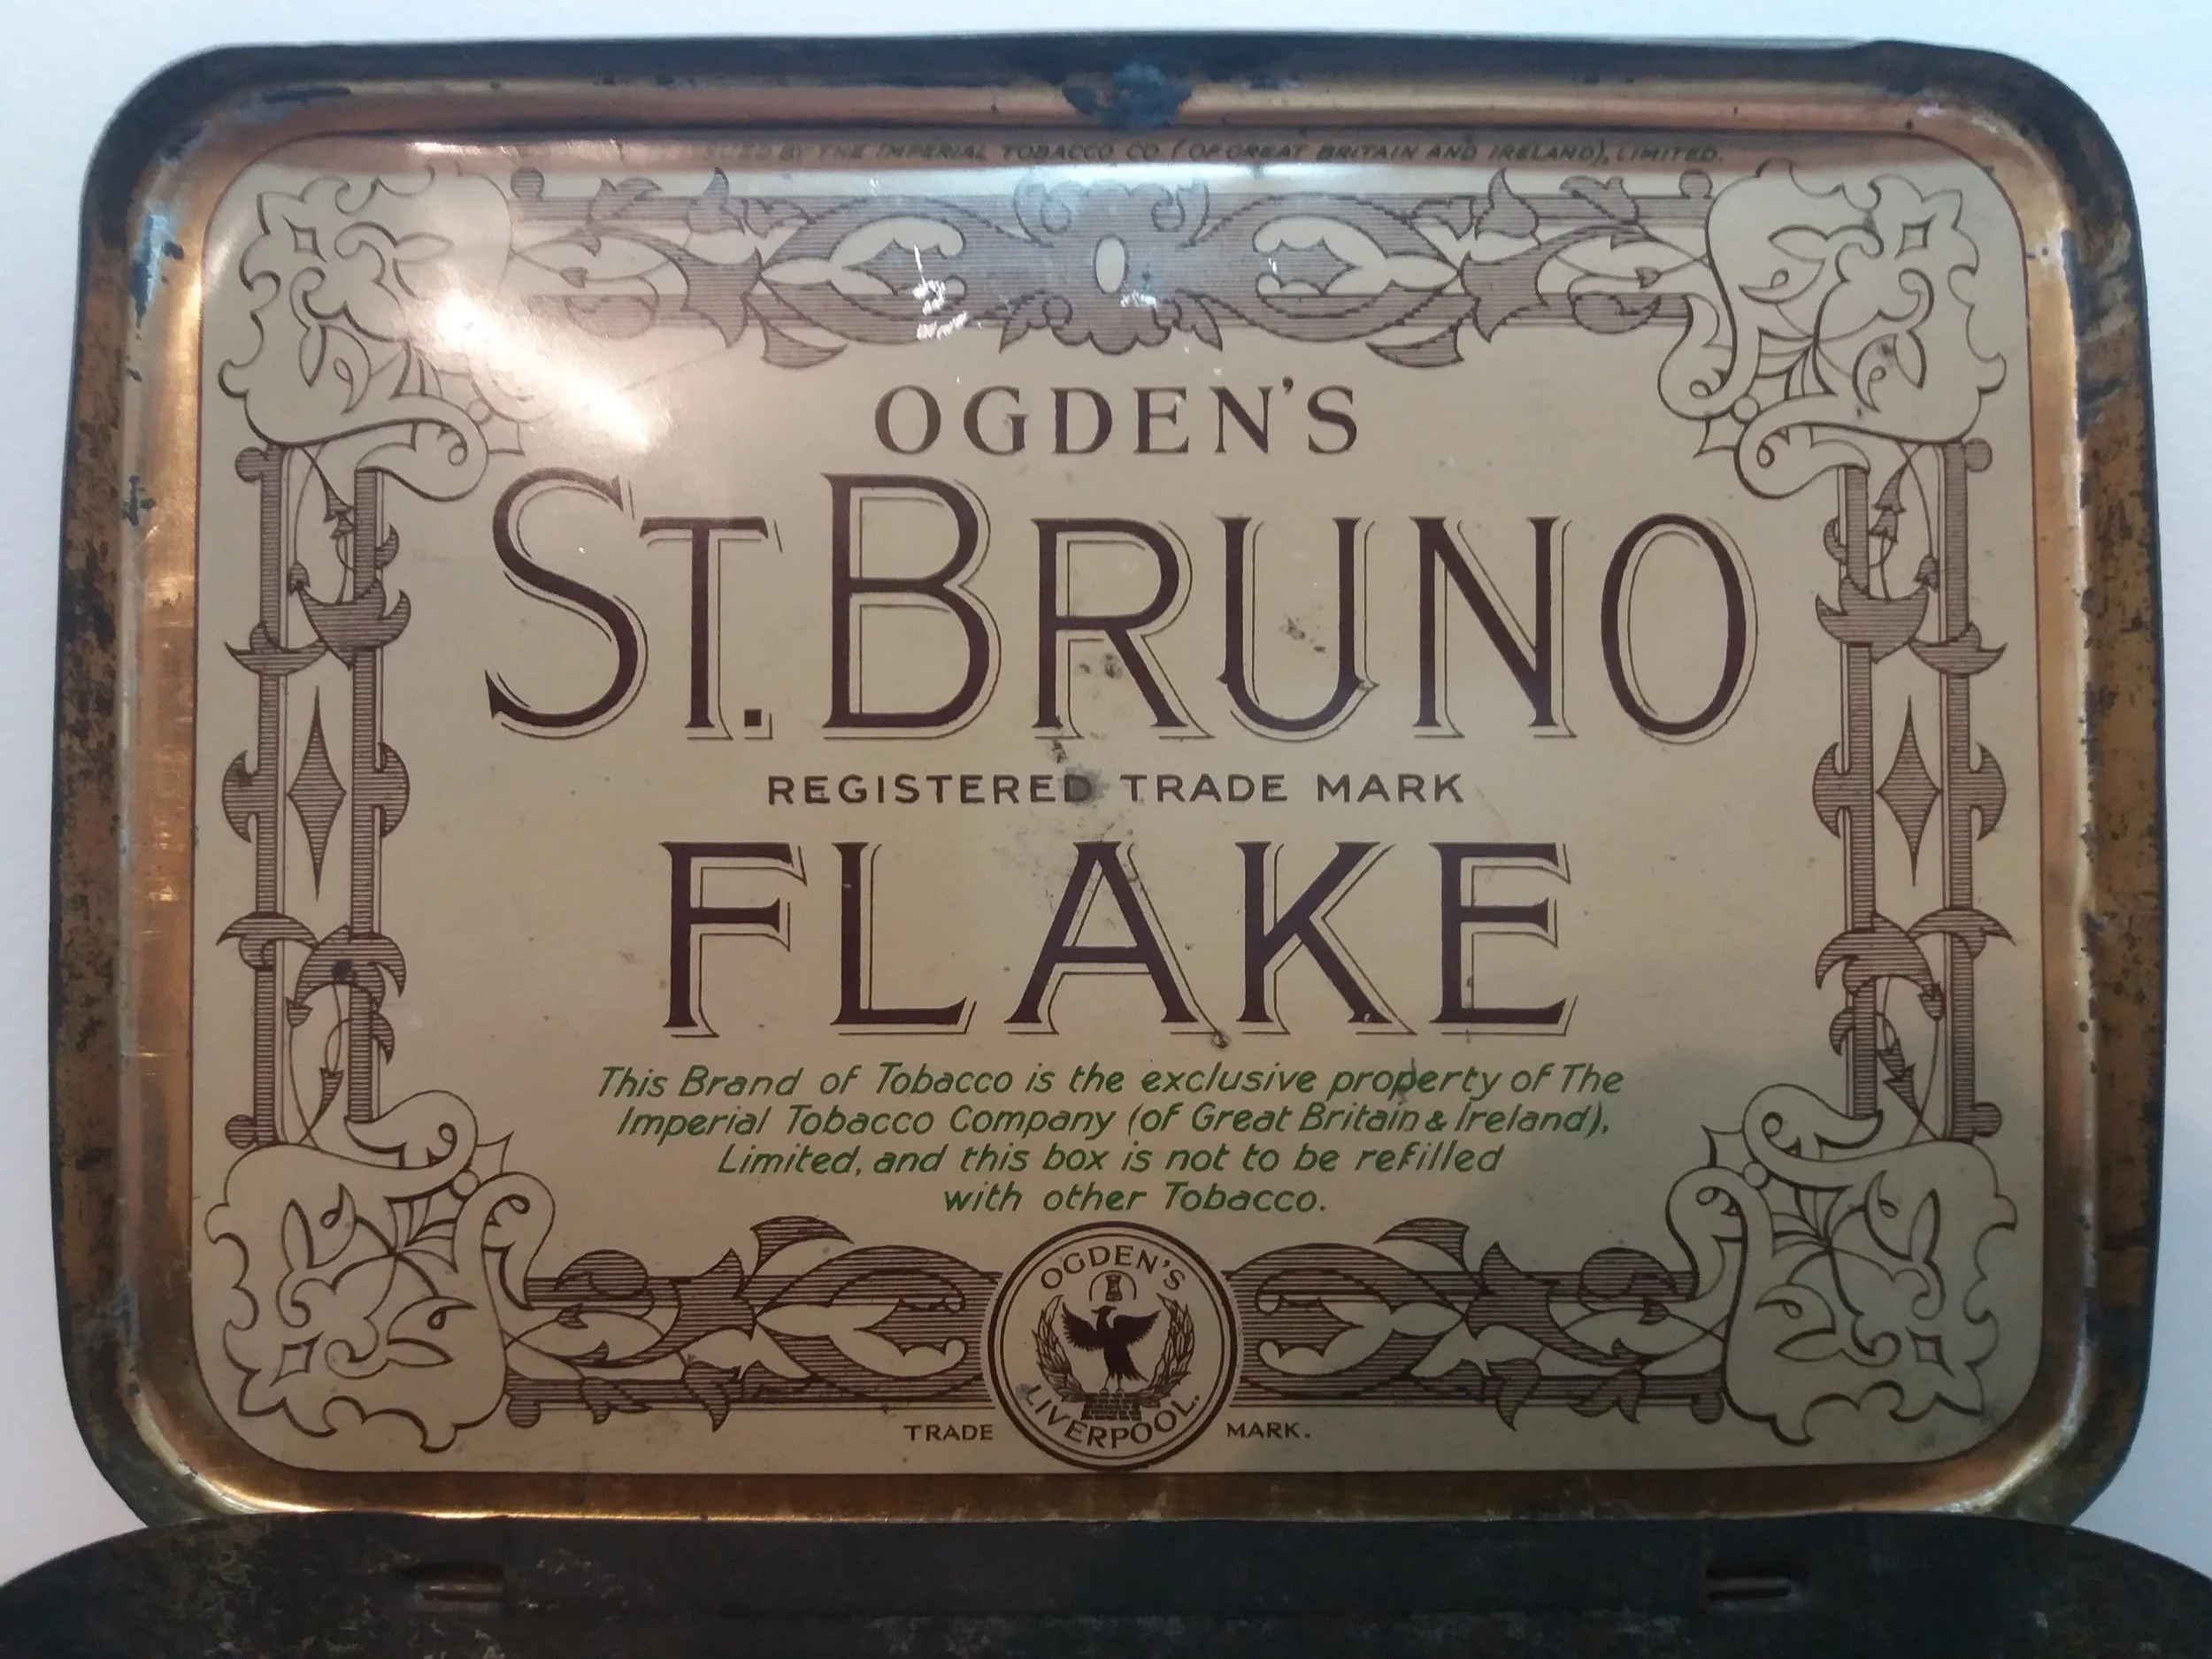 BY THE IMPERIAL TOBACCO CO. (OF GREAT BRITAIN AND IRELAND), LIMITED.
OGDEN'S
ST. BRUNO
REGISTERED TRADE MARK
FLAKE
This Brand of Tobacco is the exclusive property of The
Imperial Tobacco Company (of Great Britain & Ireland),
Limited, and this box is not to be refilled
with other Tobacco.
OGDEN'S
LIVERPOOL.
TRADE MARK.